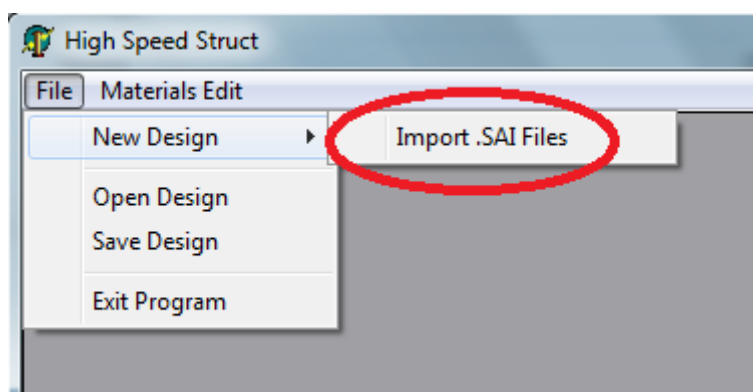 High Speed Struct
File Materials Edit
New Design Import .SAI Files
Open Design
Save Design
Exit Program